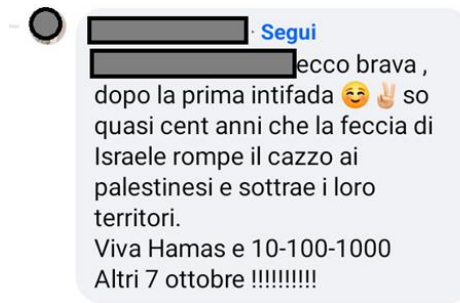 · Segui
ecco brava ,
dopo la prima intifada ☺️ ✌🏻 so
quasi cent anni che la feccia di
Israele rompe il cazzo ai
palestinesi e sottrae i loro
territori.
Viva Hamas e 10-100-1000
Altri 7 ottobre !!!!!!!!!!